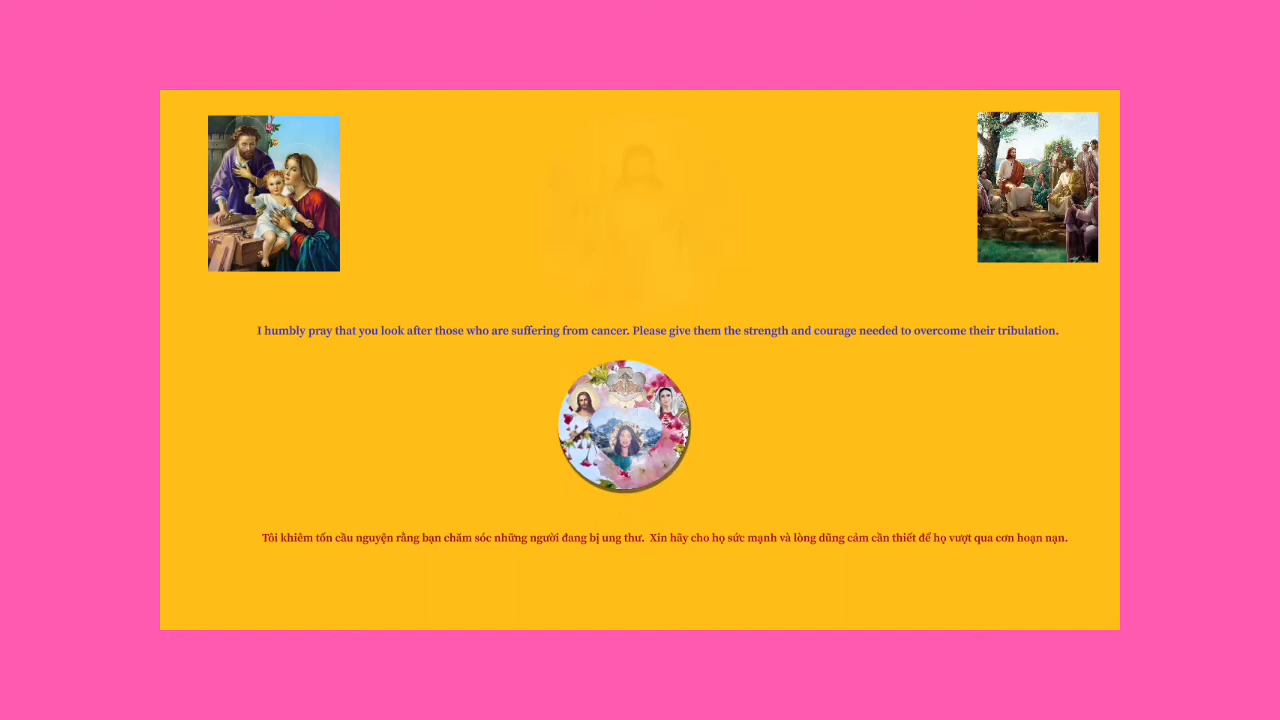 I humbly pray that you look after those who are suffering from cancer. Please give them the strength and courage needed to overcome their tribulation.
Tôi khiêm tốn cầu nguyện rằng bạn chăm sóc những người đang bị ung thư. Xin hãy cho họ sức mạnh và lòng dũng cảm cần thiết để họ vượt qua cơn hoạn nạn.